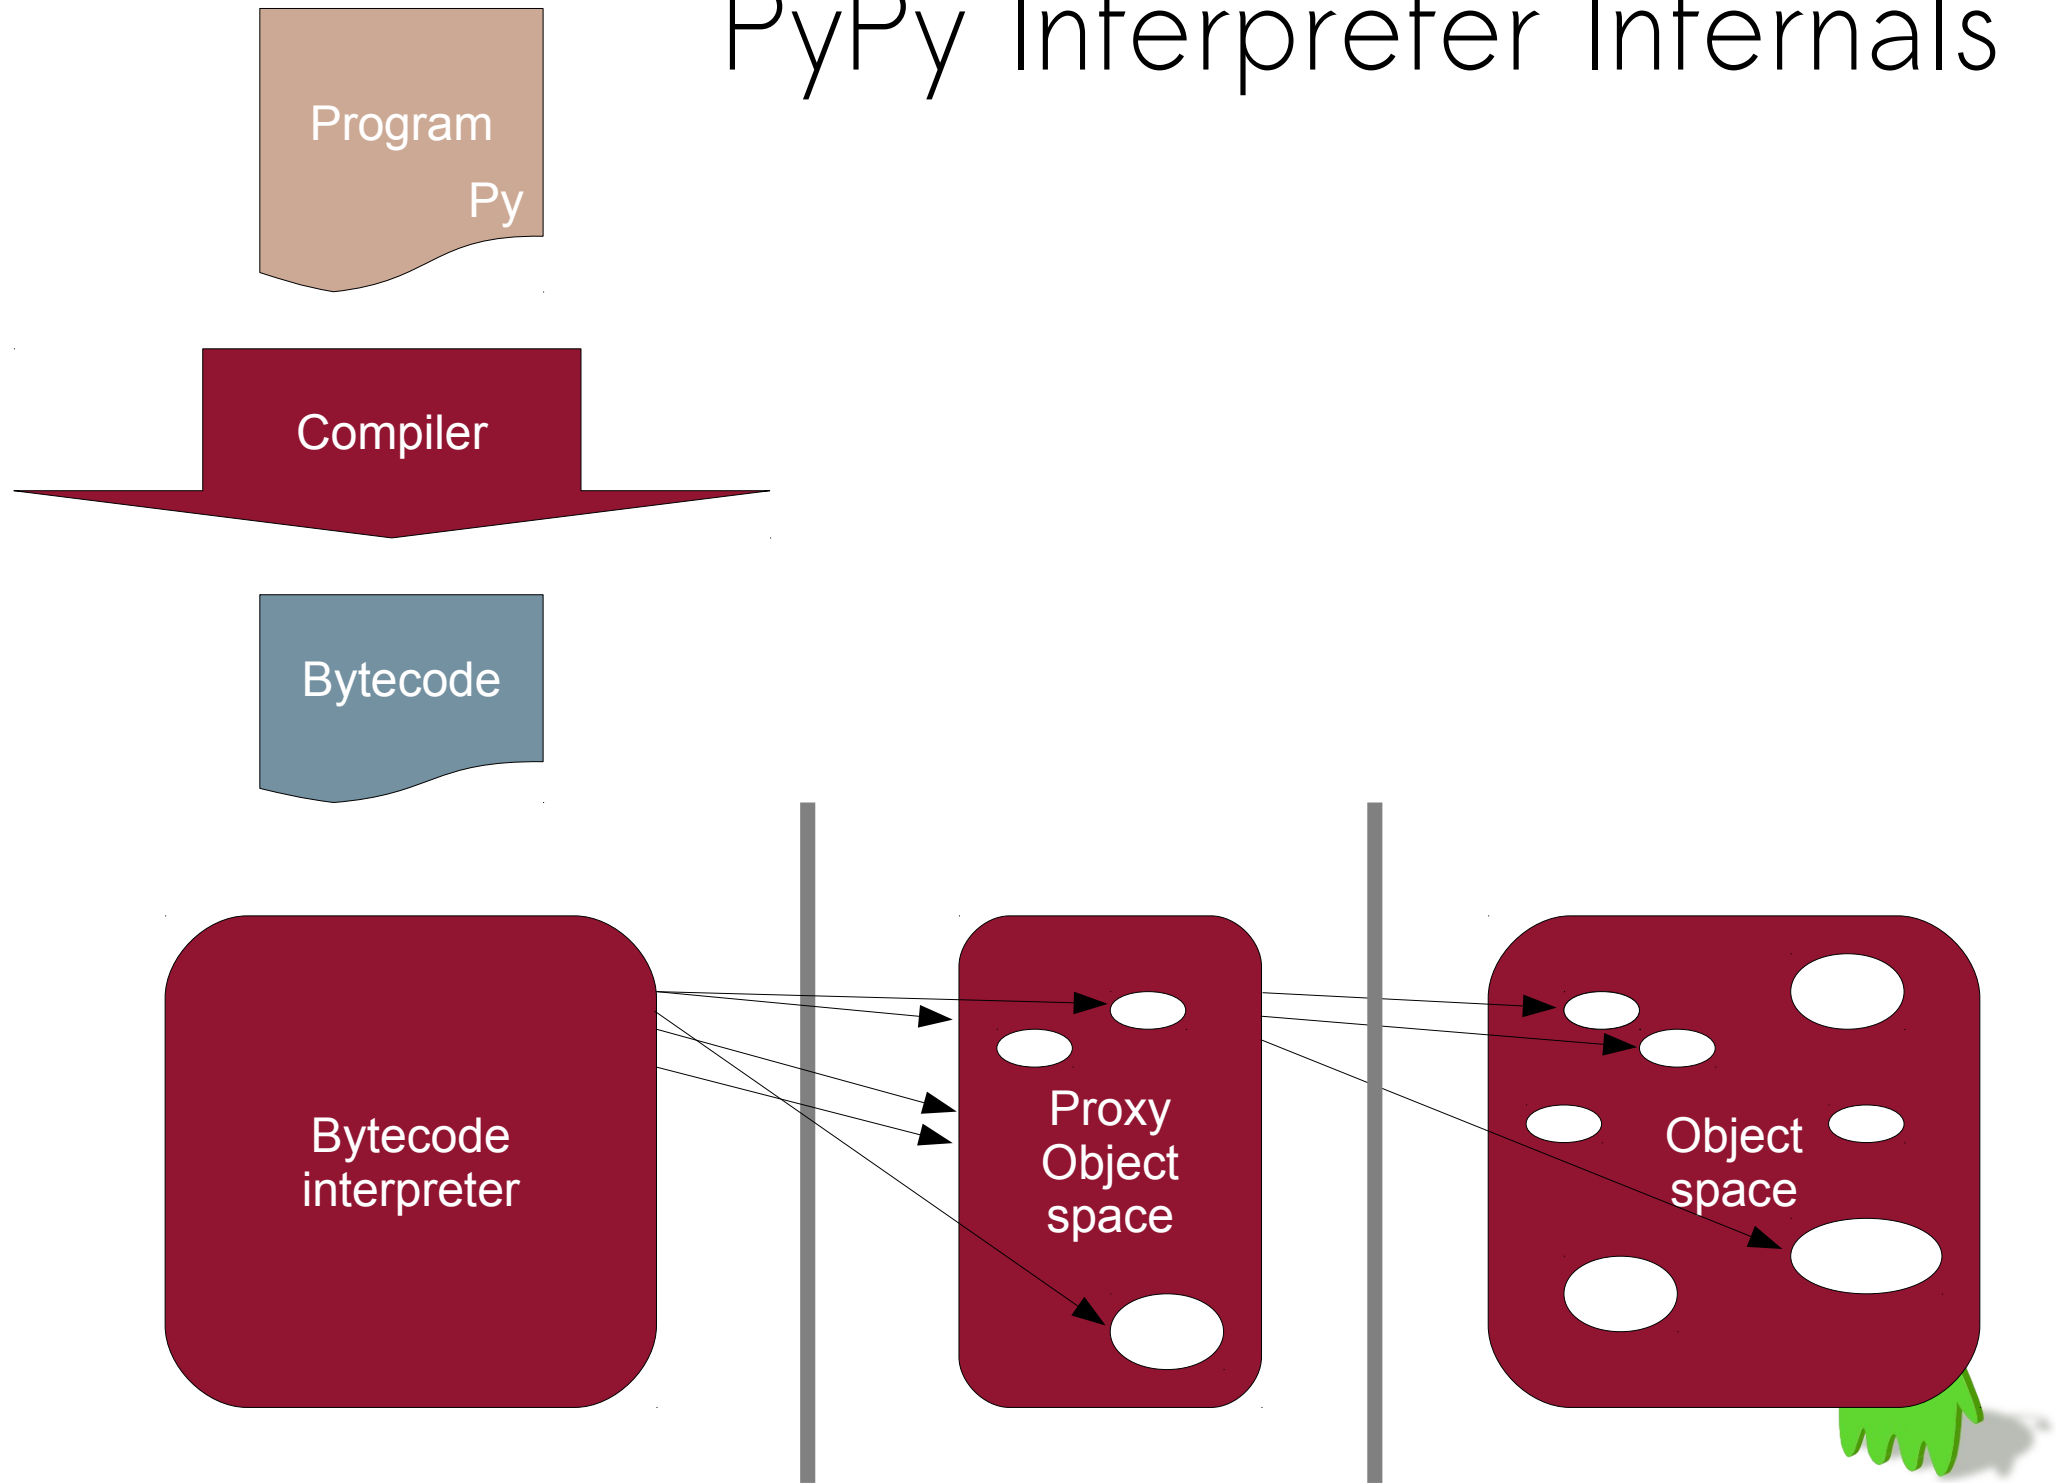 PyPy Interpreter Internals
Program
Py
Compiler
Bytecode
Bytecode
interpreter
Proxy
Object
space
Object
space